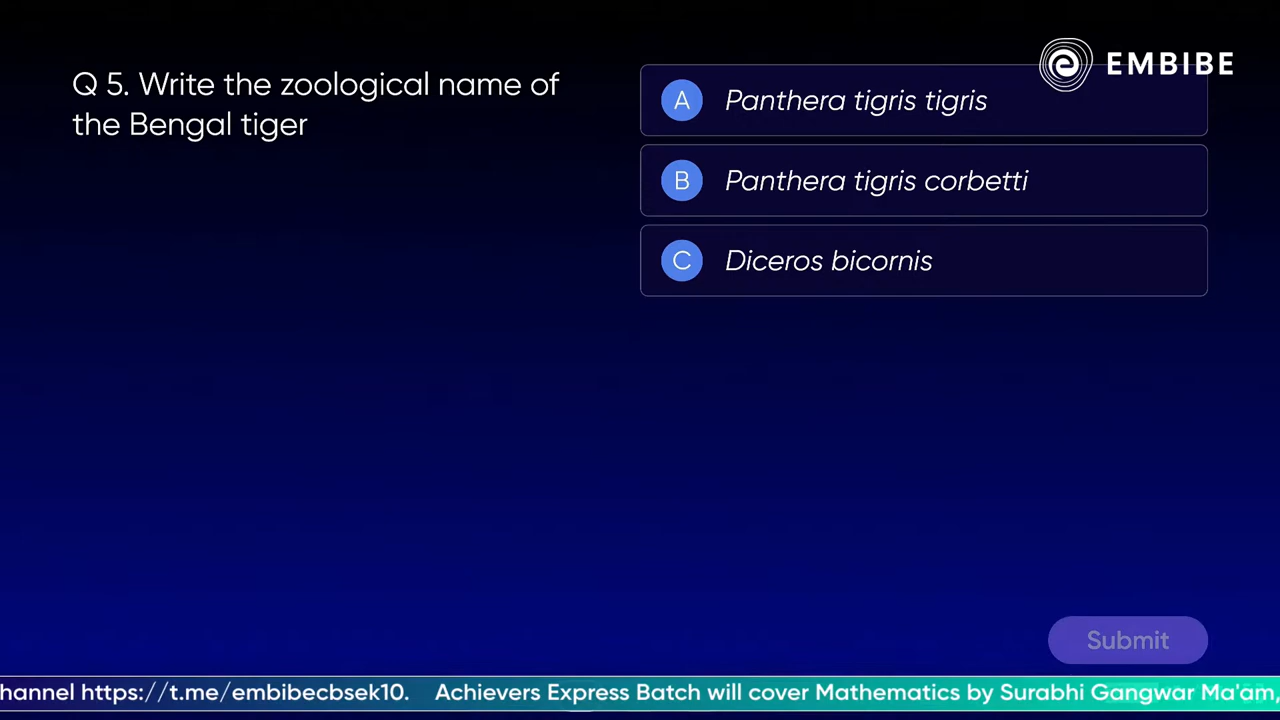 EMBIBE
Q 5. Write the zoological name of
the Bengal tiger
A Panthera tigris tigris
B Panthera tigris corbetti
C Diceros bicornis
Submit
hannel https://t.me/embibecbsek10. Achievers Express Batch will cover Mathematics by Surabhi Gangwar Ma'am,